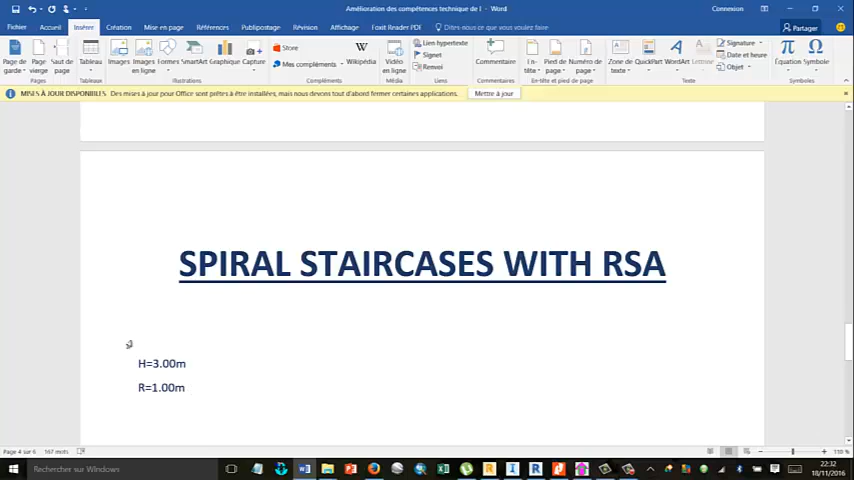 Amélioration des compétences technique de l - Word
Connexion
Fichier Accueil Insérer Création Mise en page Références Publipostage Révision Affichage Foxit Reader PDF Dites-nous ce que vous voulez faire
Partager
Page de garde
Page vierge
Saut de page
Tableau
Images
Images en ligne
Formes
SmartArt
Graphique
Capture
Store
Mes compléments
Wikipédia
Vidéo en ligne
Lien hypertexte
Signet
Renvoi
Commentaire
En-tête
Pied de page
Numéro de page
Zone de texte
QuickPart
WordArt
Lettrine
Signature
Date et heure
Objet
Équation
Symbole
Pages Tableaux Illustrations Compléments Média Liens Commentaires En-tête et pied de page Texte Symboles
MISES À JOUR DISPONIBLES Des mises à jour pour Office sont prêtes à être installées, mais nous devons tout d'abord fermer certaines applications.
Mettre à jour
SPIRAL STAIRCASES WITH RSA
H=3.00m
R=1.00m
Page 4 sur 6 167 mots
110 %
Rechercher sur Windows
22:32
18/11/2016